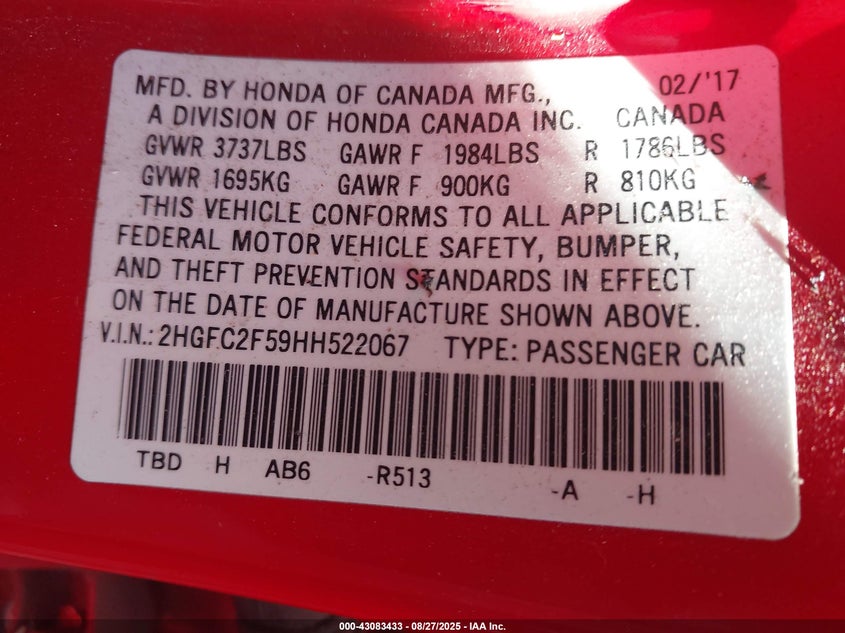 MFD. BY HONDA OF CANADA MFG., 02/'17
A DIVISION OF HONDA CANADA INC. CANADA
GVWR 3737LBS GAWR F 1984LBS R 1786LBS
GVWR 1695KG GAWR F 900KG R 810KG
THIS VEHICLE CONFORMS TO ALL APPLICABLE
FEDERAL MOTOR VEHICLE SAFETY, BUMPER,
AND THEFT PREVENTION STANDARDS IN EFFECT
ON THE DATE OF MANUFACTURE SHOWN ABOVE.
V.I.N.: 2HGFC2F59HH522067 TYPE: PASSENGER CAR
TBD H AB6 -R513 -A -H
000-43083433 - 08/27/2025 - IAA Inc.